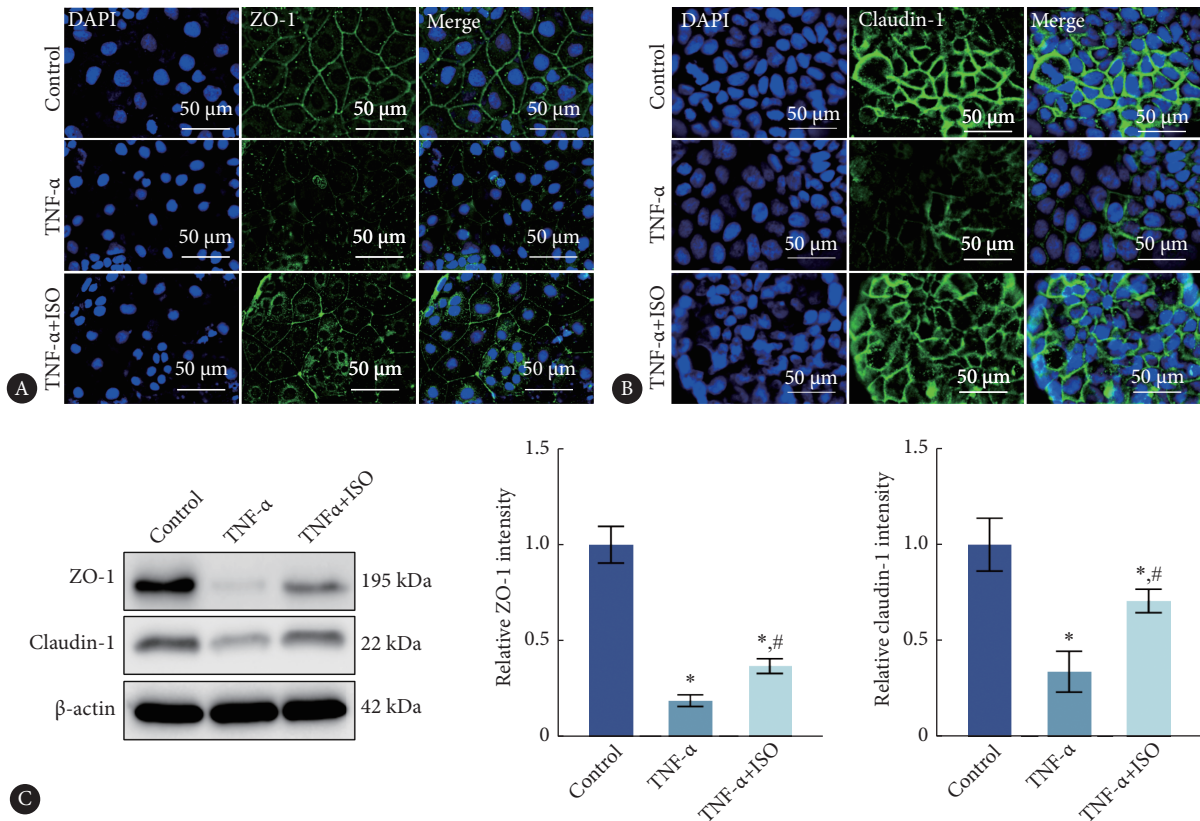 DAPI
ZO-1
Merge
Control
50 μm
50 μm
50 μm
TNF-α
50 μm
50 μm
50 μm
TNF-α+ISO
50 μm
50 μm
50 μm
A
DAPI
Claudin-1
Merge
Control
50 μm
50 μm
50 μm
TNF-α
50 μm
50 μm
50 μm
TNF-α+ISO
50 μm
50 μm
50 μm
B
Control
TNF-α
TNFα+ISO
ZO-1
195 kDa
Claudin-1
22 kDa
β-actin
42 kDa
C
Relative ZO-1 intensity
1.5
1.0
0.5
0
*
*,#
Control
TNF-α
TNF-α+ISO
Relative claudin-1 intensity
1.5
1.0
0.5
0
*
*,#
Control
TNF-α
TNF-α+ISO